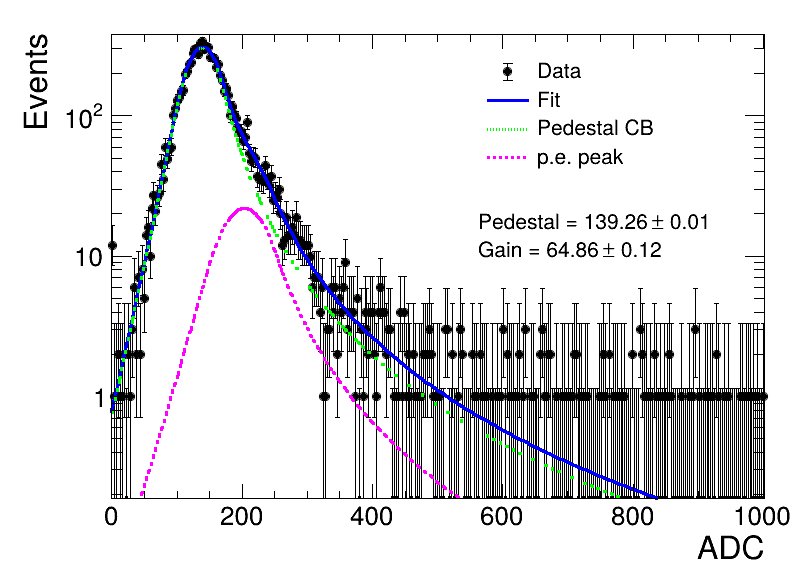 Events
10²
10
1
Data
Fit
Pedestal CB
p.e. peak
Pedestal = 139.26 ± 0.01
Gain = 64.86 ± 0.12
0 200 400 600 800 1000
ADC